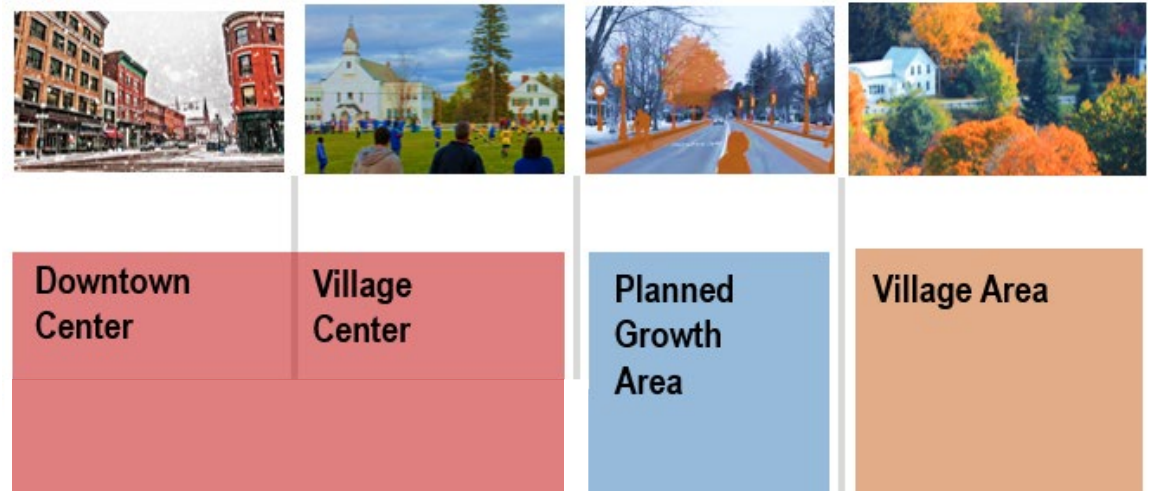 Downtown
Center
Village
Center
Planned
Growth
Area
Village Area